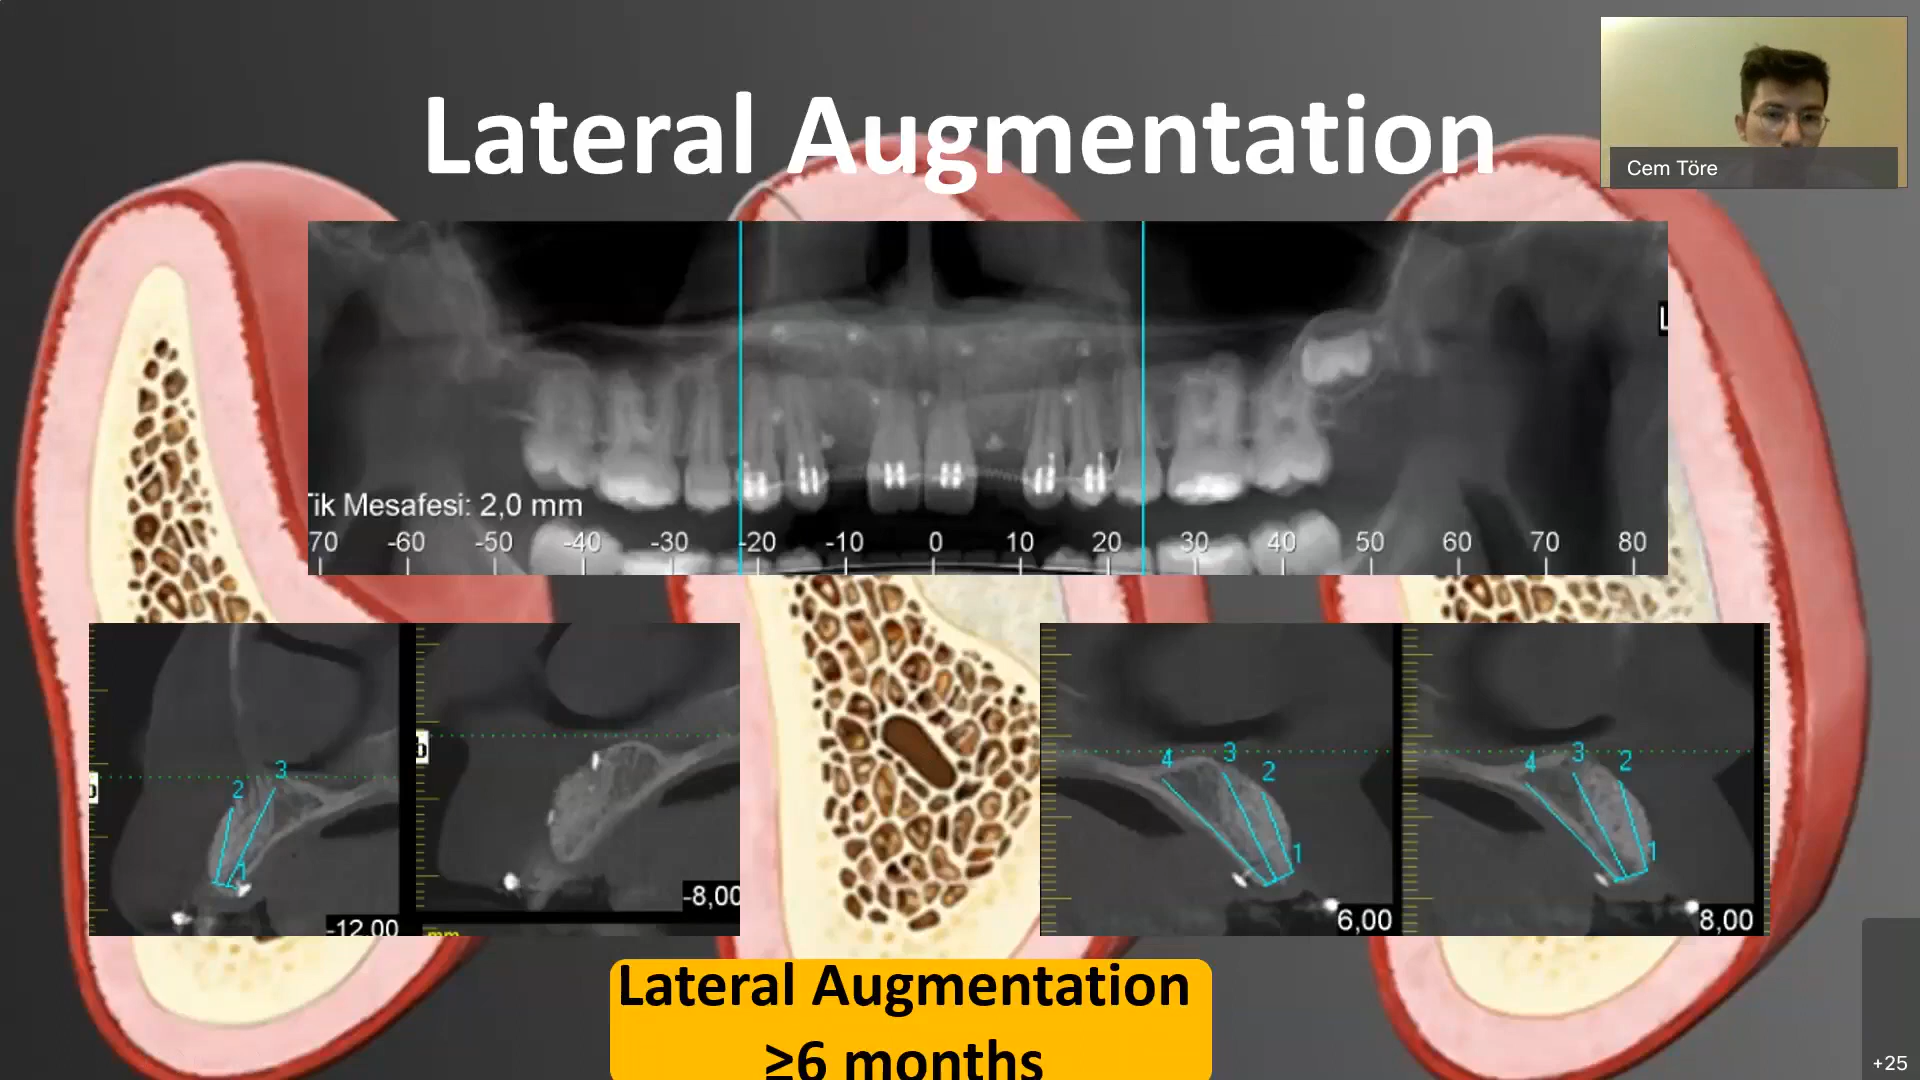 Lateral Augmentation
Cem Töre
L
ik Mesafesi: 2,0 mm
70 -60 -50 -40 -30 -20 -10 0 10 20 30 40 50 60 70 80
2 3
1
-12,00
-8,00
mm
4 3 2
1
6,00
4 3 2
1
8,00
Lateral Augmentation
≥6 months
+25